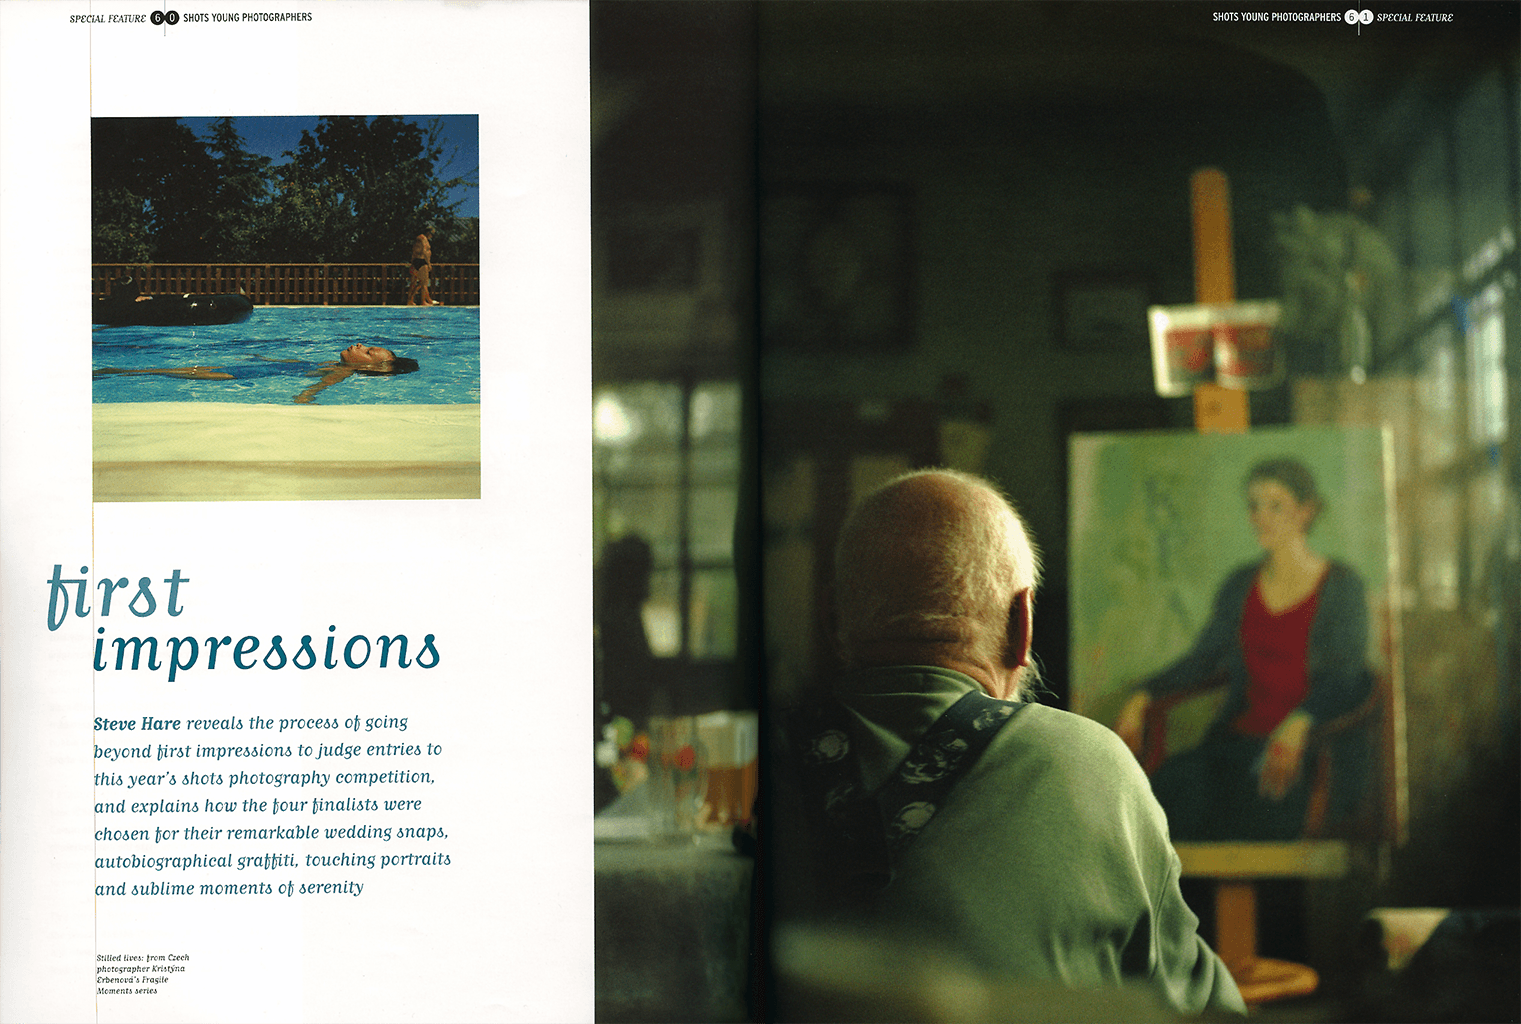 SPECIAL FEATURE 60 SHOTS YOUNG PHOTOGRAPHERS
SHOTS YOUNG PHOTOGRAPHERS 61 SPECIAL FEATURE
first
impressions
Steve Hare reveals the process of going
beyond first impressions to judge entries to
this year's shots photography competition,
and explains how the four finalists were
chosen for their remarkable wedding snaps,
autobiographical graffiti, touching portraits
and sublime moments of serenity
Stilled lives: from Czech
photographer Kristýna
Erbenová's Fragile
Moments series